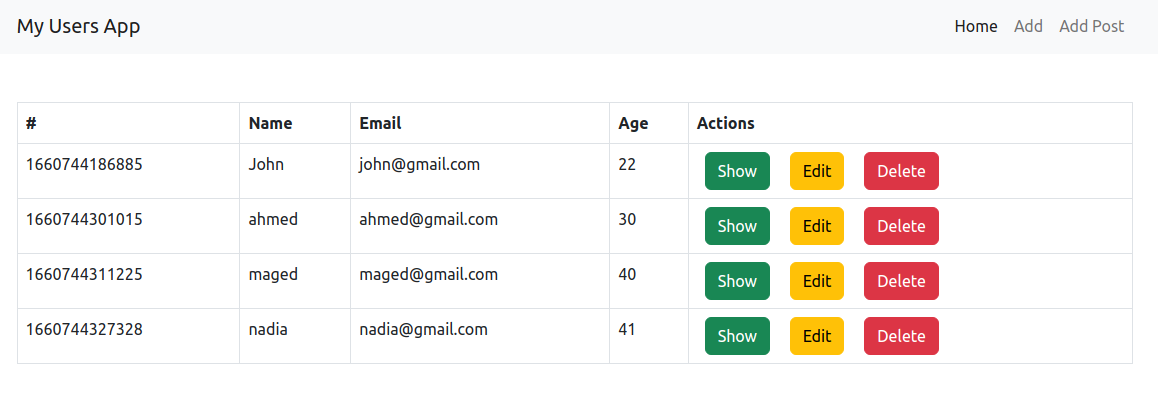 My Users App Home Add Add Post
# Name Email Age Actions
1660744186885 John john@gmail.com 22 Show Edit Delete
1660744301015 ahmed ahmed@gmail.com 30 Show Edit Delete
1660744311225 maged maged@gmail.com 40 Show Edit Delete
1660744327328 nadia nadia@gmail.com 41 Show Edit Delete